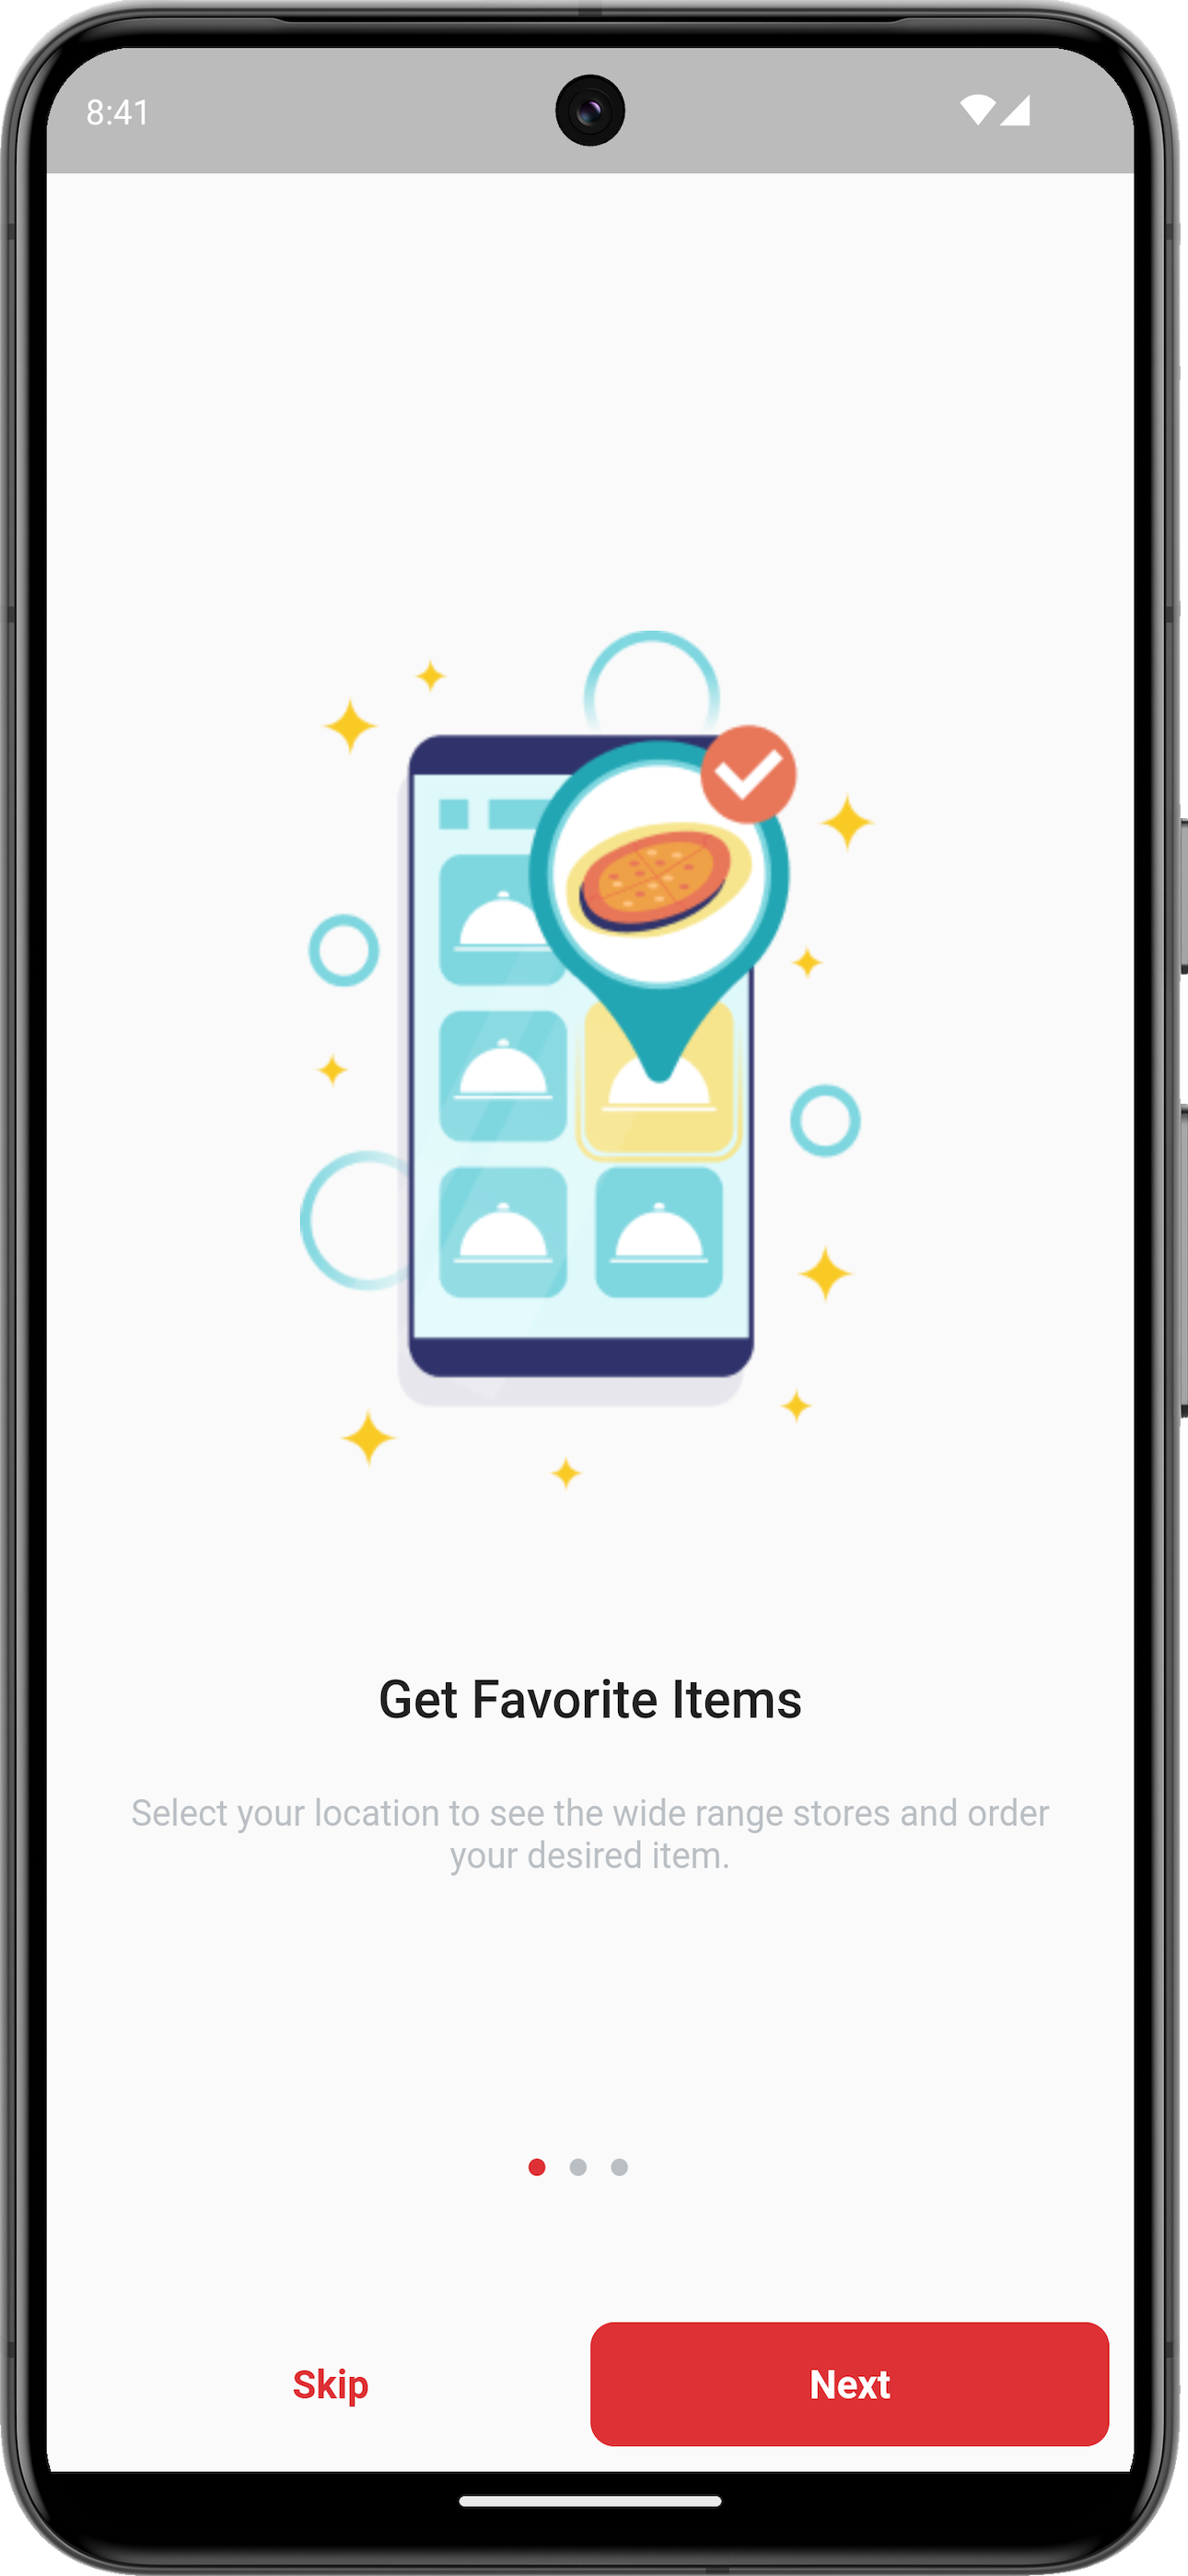 8:41
Get Favorite Items
Select your location to see the wide range stores and order
your desired item.
Skip
Next